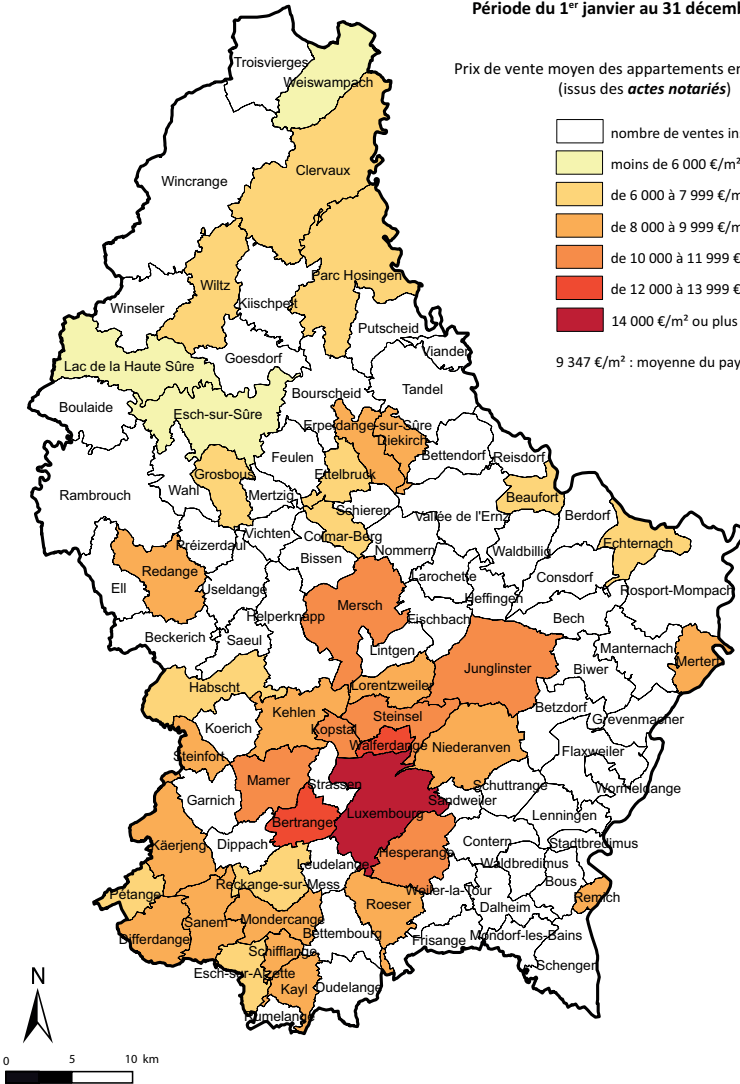 Période du 1er janvier au 31 décemb
Prix de vente moyen des appartements en
(issus des actes notariés)
nombre de ventes ins
moins de 6 000 €/m²
de 6 000 à 7 999 €/m
de 8 000 à 9 999 €/m
de 10 000 à 11 999 €
de 12 000 à 13 999 €
14 000 €/m² ou plus
9 347 €/m² : moyenne du pay
Troisvierges
Weiswampach
Clervaux
Wincrange
Parc Hosingen
Wiltz
Kiischpelt
Winseler
Putscheid
Vianden
Goesdorf
Lac de la Haute Sûre
Tandel
Bourscheid
Boulaide
Esch-sur-Sûre
Erpeldange-sur-Sûre
Diekirch
Bettendorf
Reisdorf
Feulen
Ettelbruck
Grosbous
Wahl
Mertzig
Rambrouch
Beaufort
Schieren
Vallée de l'Ernz
Berdorf
Vichten
Colmar-Berg
Préizerdaul
Echternach
Nommern
Waldbillig
Bissen
Redange
Larochette
Consdorf
Ell
Useldange
Heffingen
Rosport-Mompach
Mersch
Helperknapp
Fischbach
Bech
Beckerich
Saeul
Lintgen
Manternach
Junglinster
Biwer
Mertert
Habscht
Lorentzweiler
Betzdorf
Kehlen
Steinsel
Grevenmacher
Koerich
Kopstal
Walferdange
Niederanven
Flaxweiler
Steinfort
Mamer
Strassen
Schuttrange
Wormeldange
Garnich
Sandweiler
Luxembourg
Lenningen
Bertrange
Contern
Stadtbredimus
Käerjeng
Dippach
Hesperange
Leudelange
Waldbredimus
Bous
Reckange-sur-Mess
Weiler-la-Tour
Pétange
Remich
Roeser
Dalheim
Sanem
Mondercange
Bettembourg
Mondorf-les-Bains
Differdange
Frisange
Schifflange
Schengen
Esch-sur-Alzette
Kayl
Dudelange
Rumelange
N
0 5 10 km